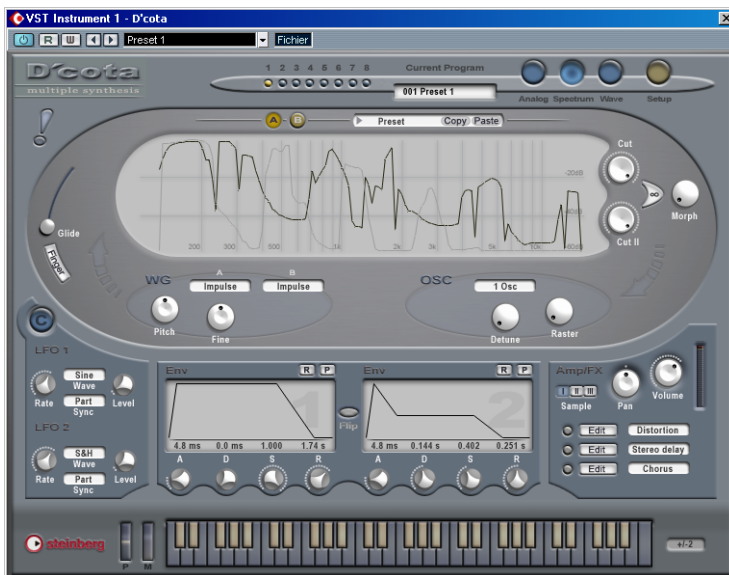 VST Instrument 1 - D'cota
R W Preset 1 Fichier
D'cota
multiple synthesis
1 2 3 4 5 6 7 8
Current Program
001 Preset 1
Analog Spectrum Wave Setup
A B Preset Copy Paste
Cut
-20dB
∞
Morph
-40dB
Cut II
200 300 500 1k 2k 3k 5k 10k -60dB
Glide
Finger
WG
A B
Impulse Impulse
Pitch Fine
OSC
1 Osc
Detune Raster
C
LFO 1
Sine
Wave
Rate Part Level
Sync
LFO 2
S&H
Wave
Rate Part Level
Sync
Env R P
1
4.8 ms 0.0 ms 1.000 1.74 s
A D S R
Flip
Env R P
2
4.8 ms 0.144 s 0.402 0.251 s
A D S R
Amp/FX
I II III
Sample Pan Volume
Edit Distortion
Edit Stereo delay
Edit Chorus
steinberg
P M
+/-2